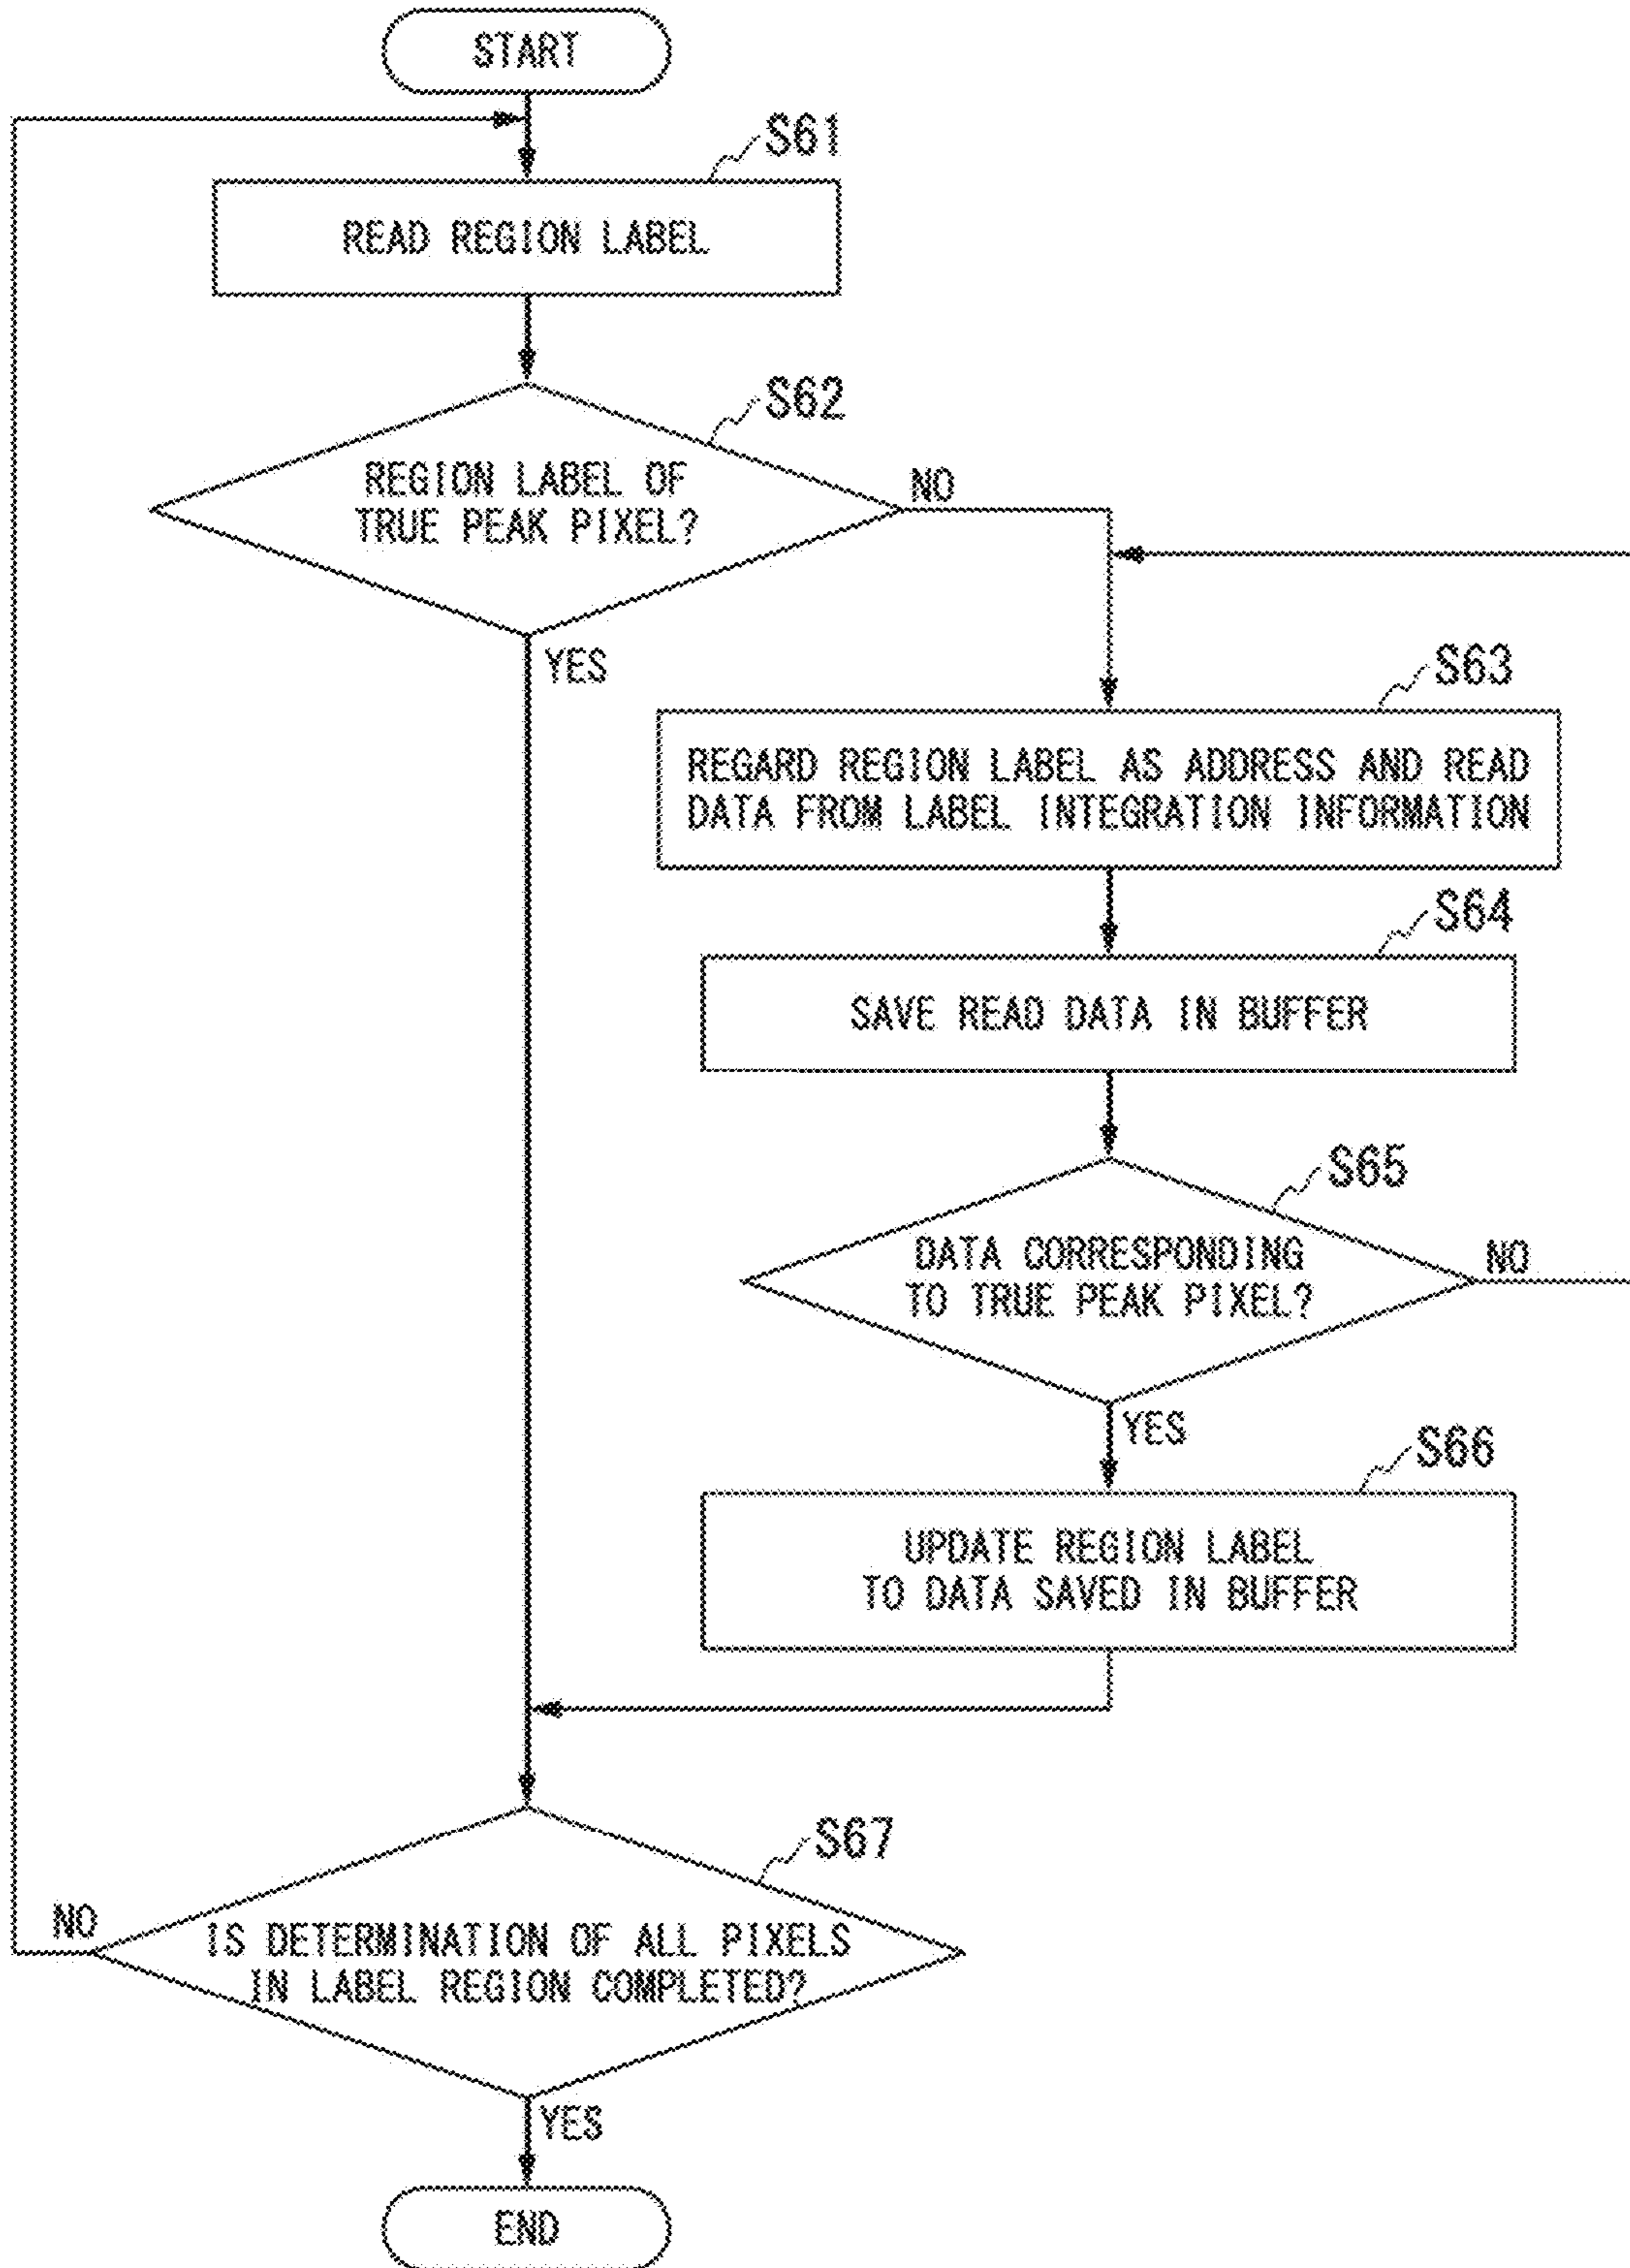 START
S61
READ REGION LABEL
S62
REGION LABEL OF
TRUE PEAK PIXEL?
NO
YES
S63
REGARD REGION LABEL AS ADDRESS AND READ
DATA FROM LABEL INTEGRATION INFORMATION
S64
SAVE READ DATA IN BUFFER
S65
DATA CORRESPONDING
TO TRUE PEAK PIXEL?
NO
YES
S66
UPDATE REGION LABEL
TO DATA SAVED IN BUFFER
S67
NO
IS DETERMINATION OF ALL PIXELS
IN LABEL REGION COMPLETED?
YES
END